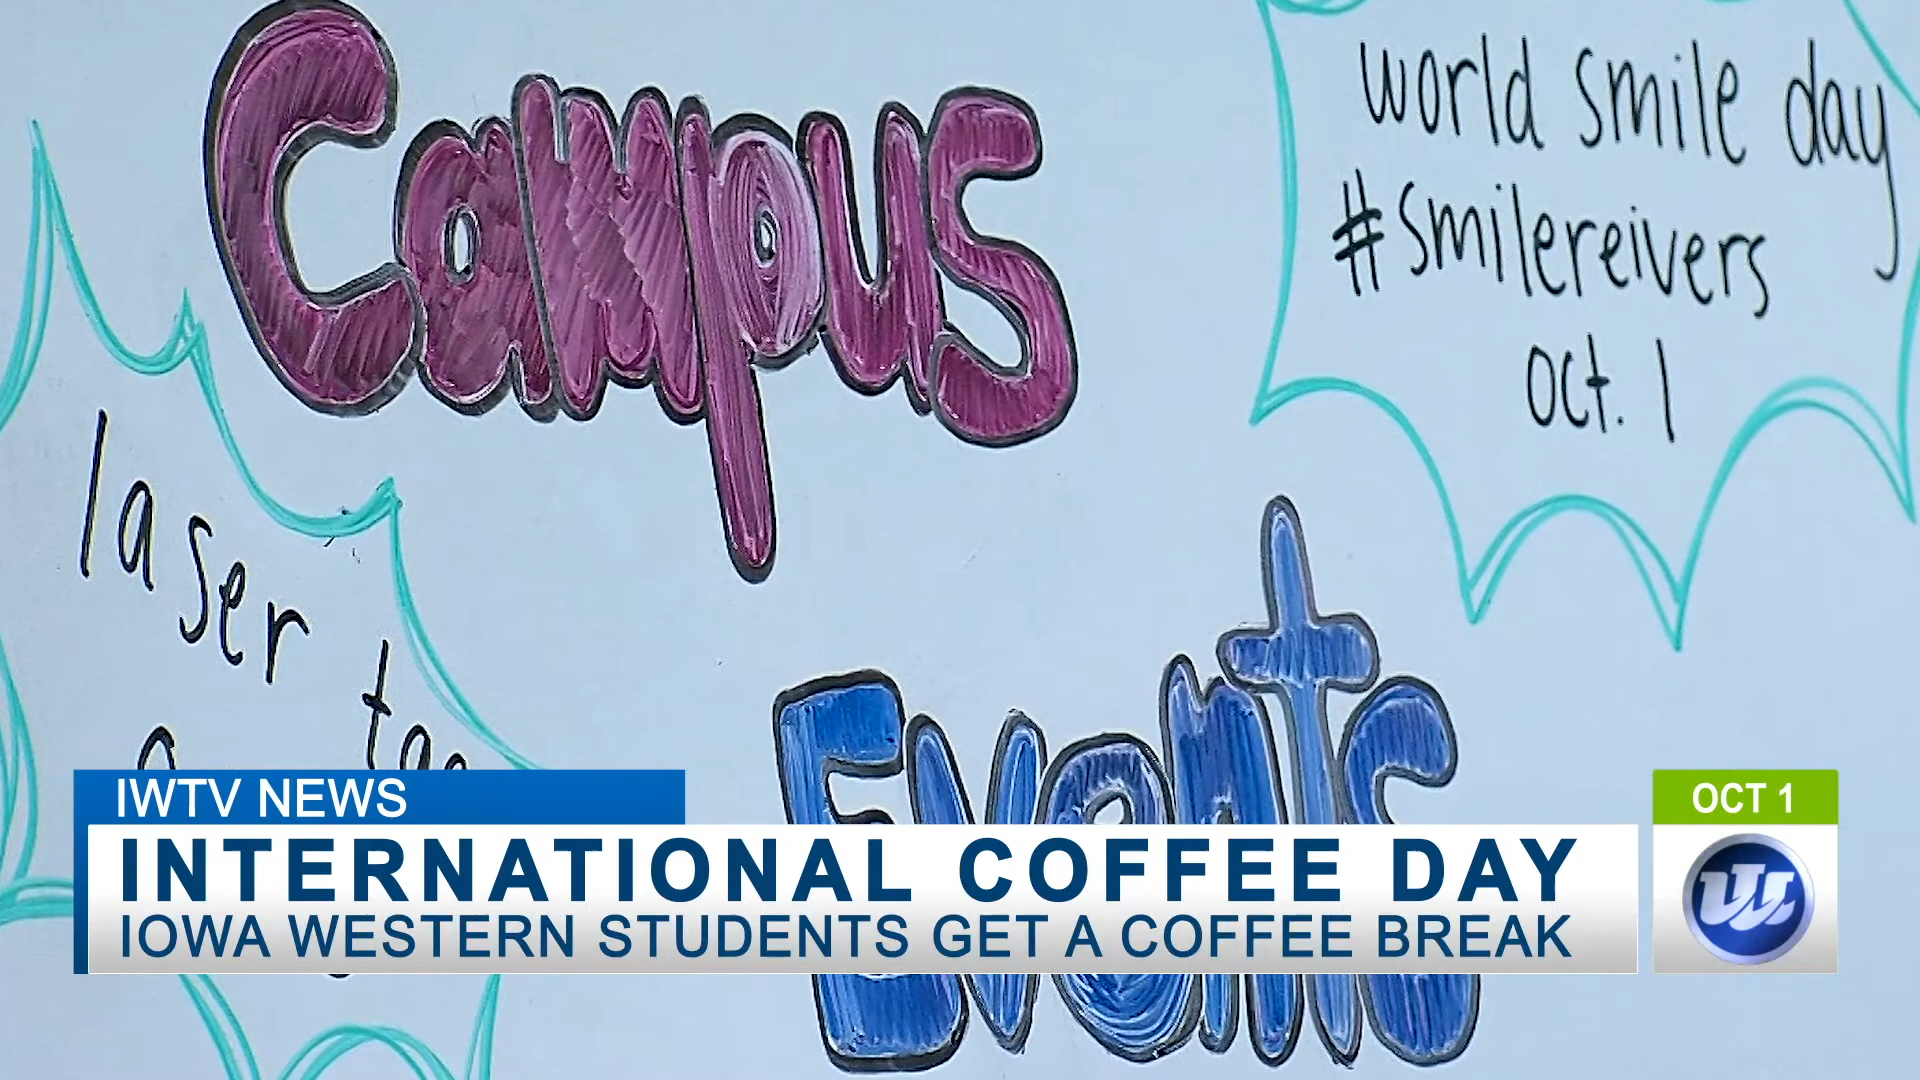 Campus
world smile day
#smilereivers
oct. 1
laser tag
Events
IWTV NEWS
INTERNATIONAL COFFEE DAY
IOWA WESTERN STUDENTS GET A COFFEE BREAK
OCT 1